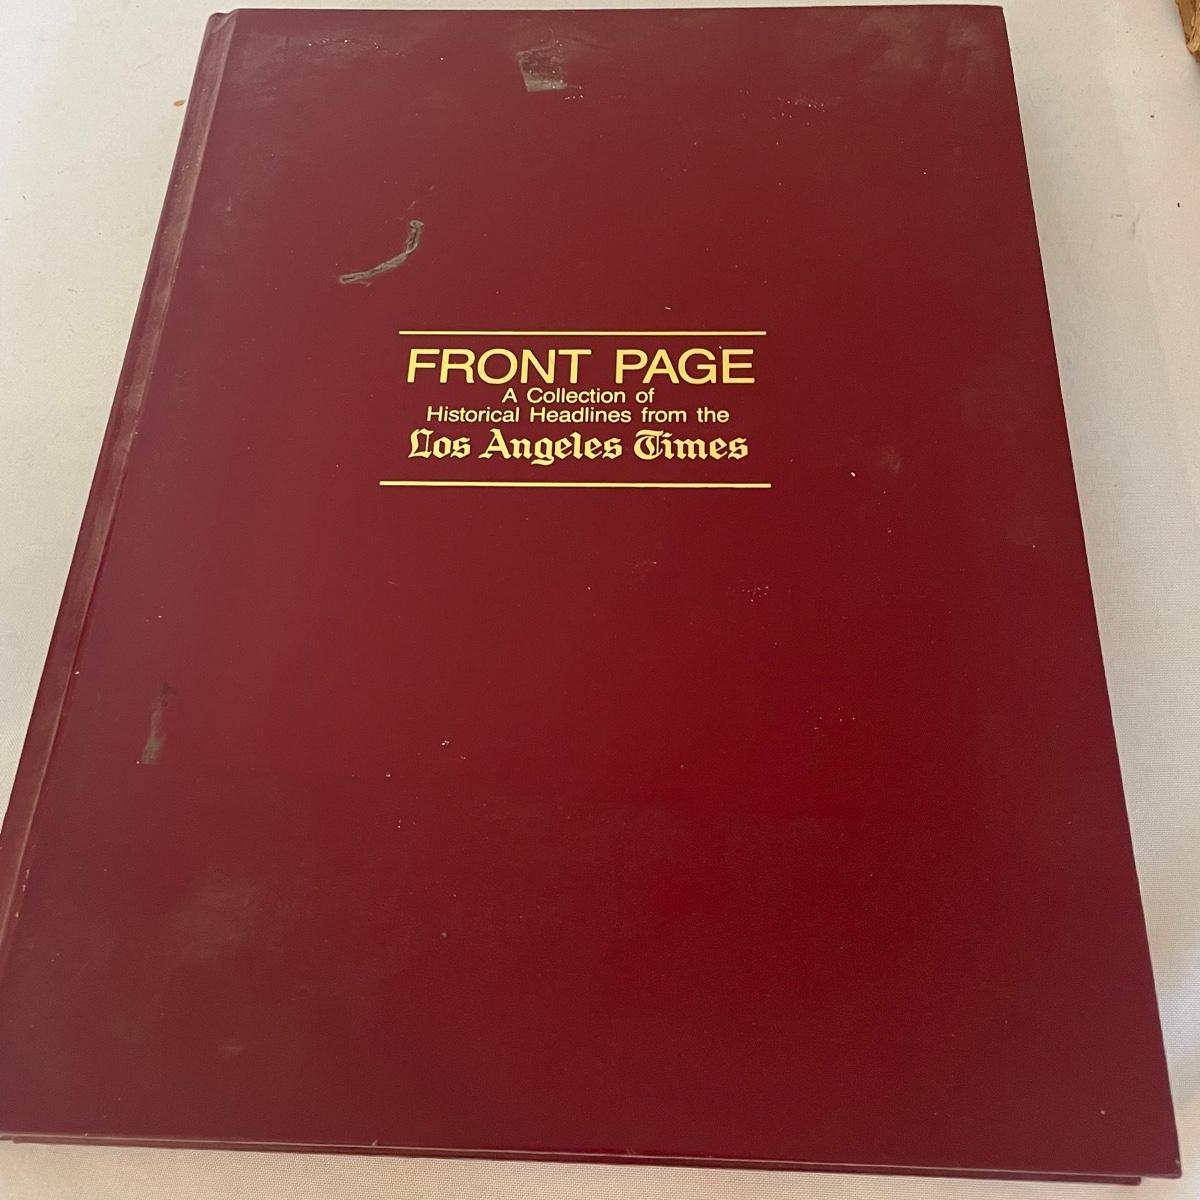 FRONT PAGE
A Collection of
Historical Headlines from the
Los Angeles Times